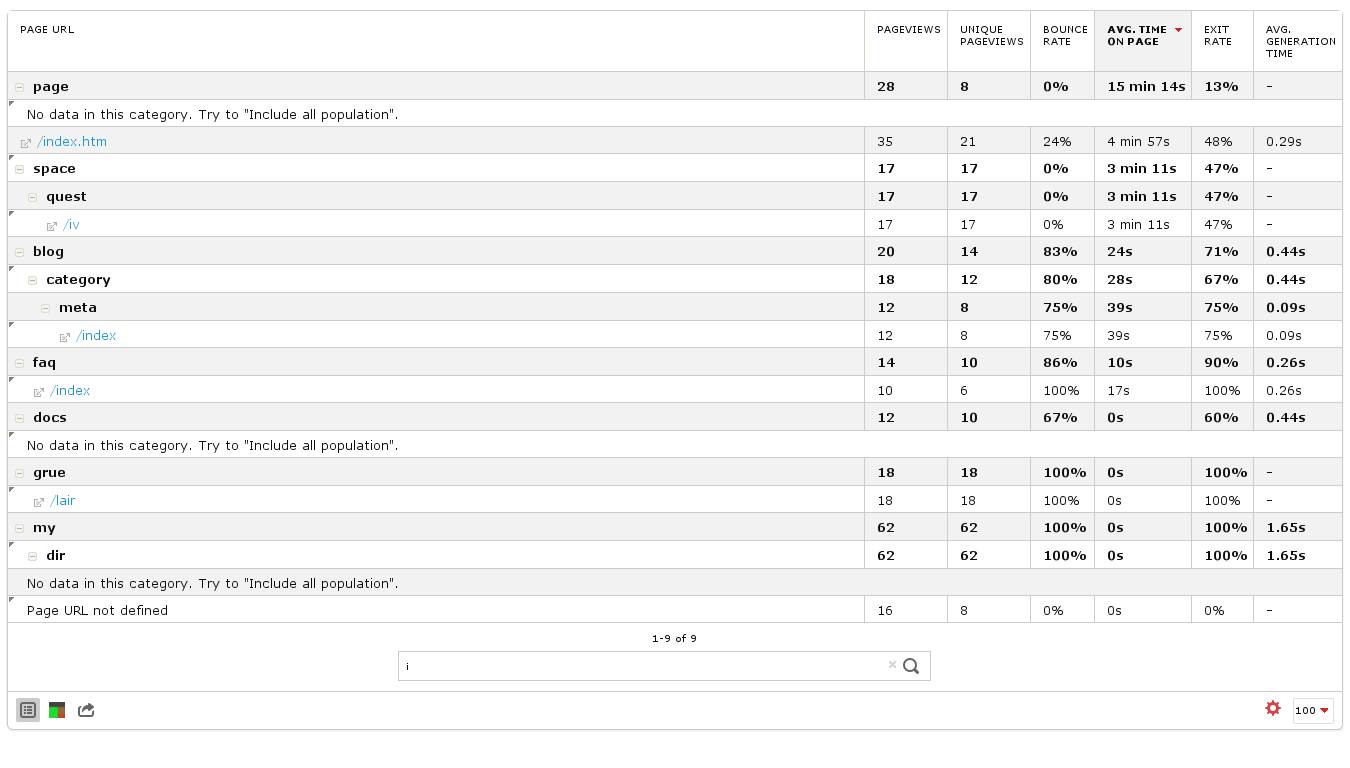 PAGE URL PAGEVIEWS UNIQUE PAGEVIEWS BOUNCE RATE AVG. TIME ON PAGE EXIT RATE AVG. GENERATION TIME
page 28 8 0% 15 min 14s 13% -
No data in this category. Try to "Include all population".
/index.htm 35 21 24% 4 min 57s 48% 0.29s
space 17 17 0% 3 min 11s 47% -
quest 17 17 0% 3 min 11s 47% -
/iv 17 17 0% 3 min 11s 47% -
blog 20 14 83% 24s 71% 0.44s
category 18 12 80% 28s 67% 0.44s
meta 12 8 75% 39s 75% 0.09s
/index 12 8 75% 39s 75% 0.09s
faq 14 10 86% 10s 90% 0.26s
/index 10 6 100% 17s 100% 0.26s
docs 12 10 67% 0s 60% 0.44s
No data in this category. Try to "Include all population".
grue 18 18 100% 0s 100% -
/lair 18 18 100% 0s 100% -
my 62 62 100% 0s 100% 1.65s
dir 62 62 100% 0s 100% 1.65s
No data in this category. Try to "Include all population".
Page URL not defined 16 8 0% 0s 0% -
1-9 of 9
i
100